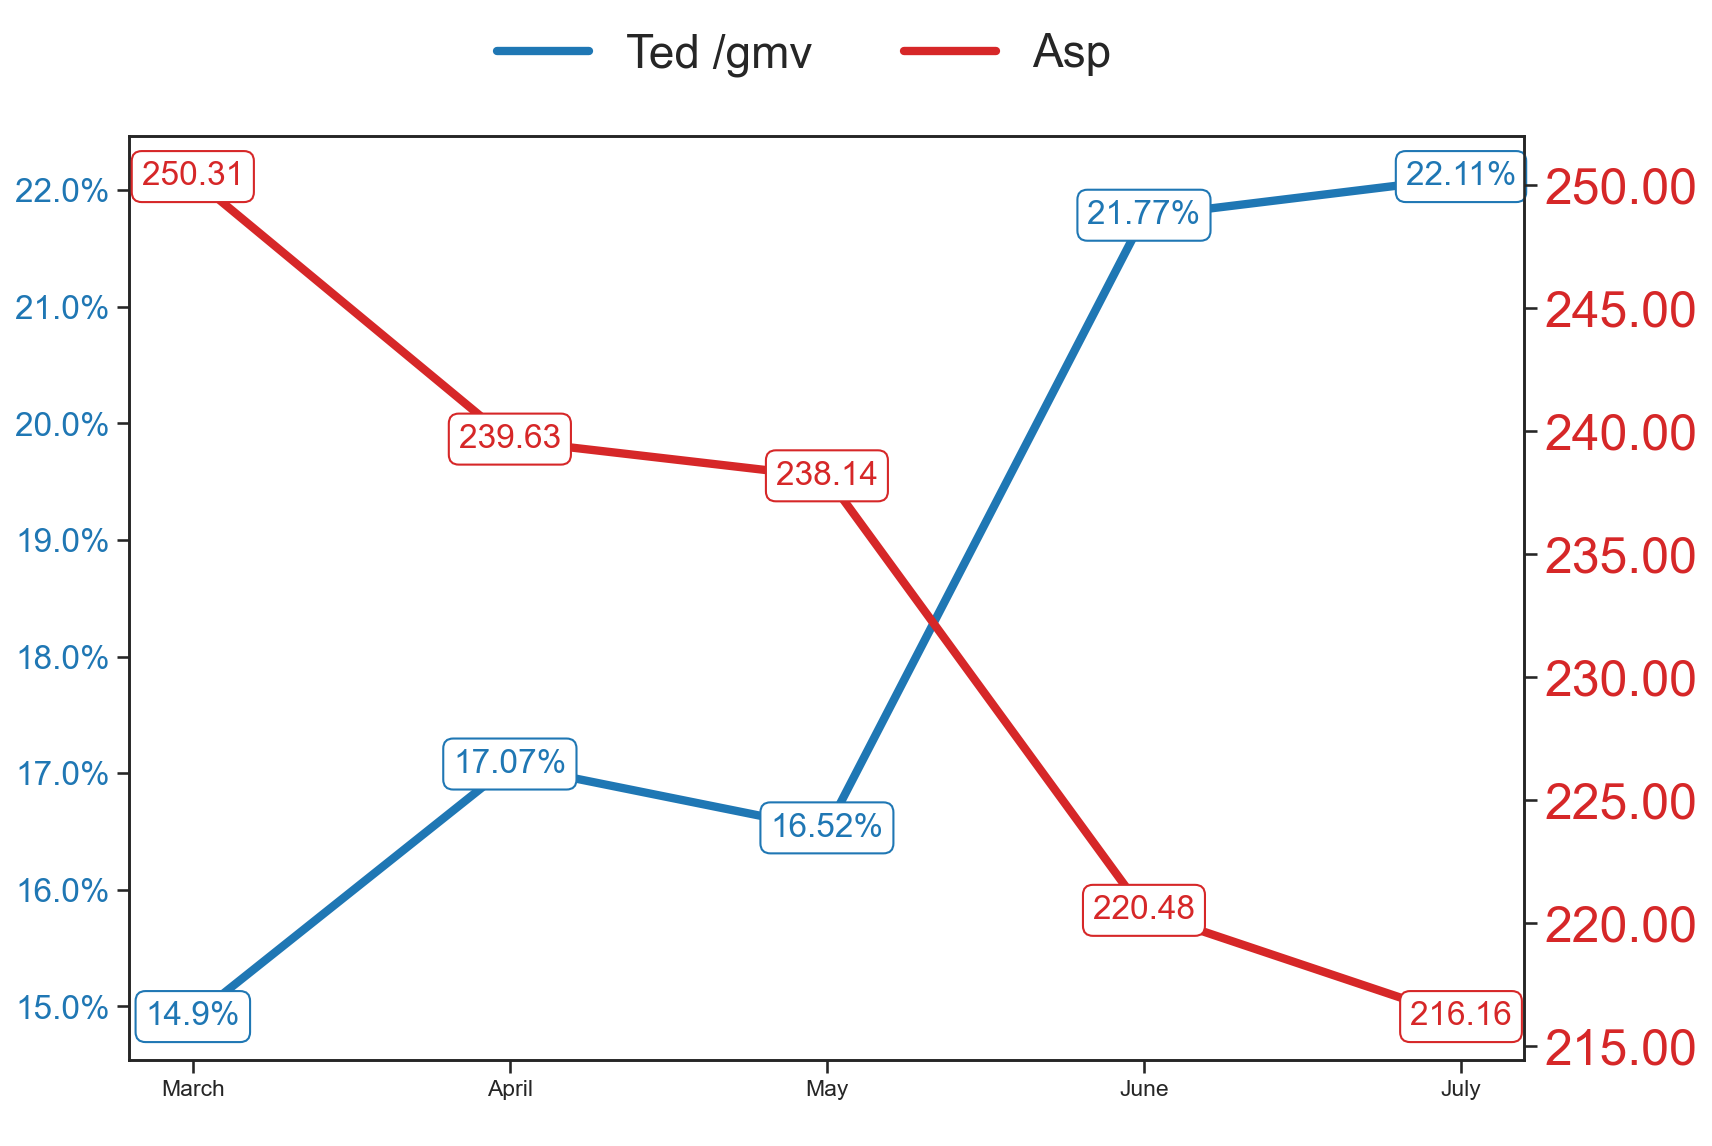 Ted /gmv Asp
250.31 22.11%
22.0% 250.00
21.77%
21.0% 245.00
20.0% 239.63 240.00
238.14
19.0% 235.00
18.0% 230.00
17.07%
17.0% 225.00
16.52%
16.0% 220.48 220.00
15.0% 14.9% 216.16
215.00
March April May June July